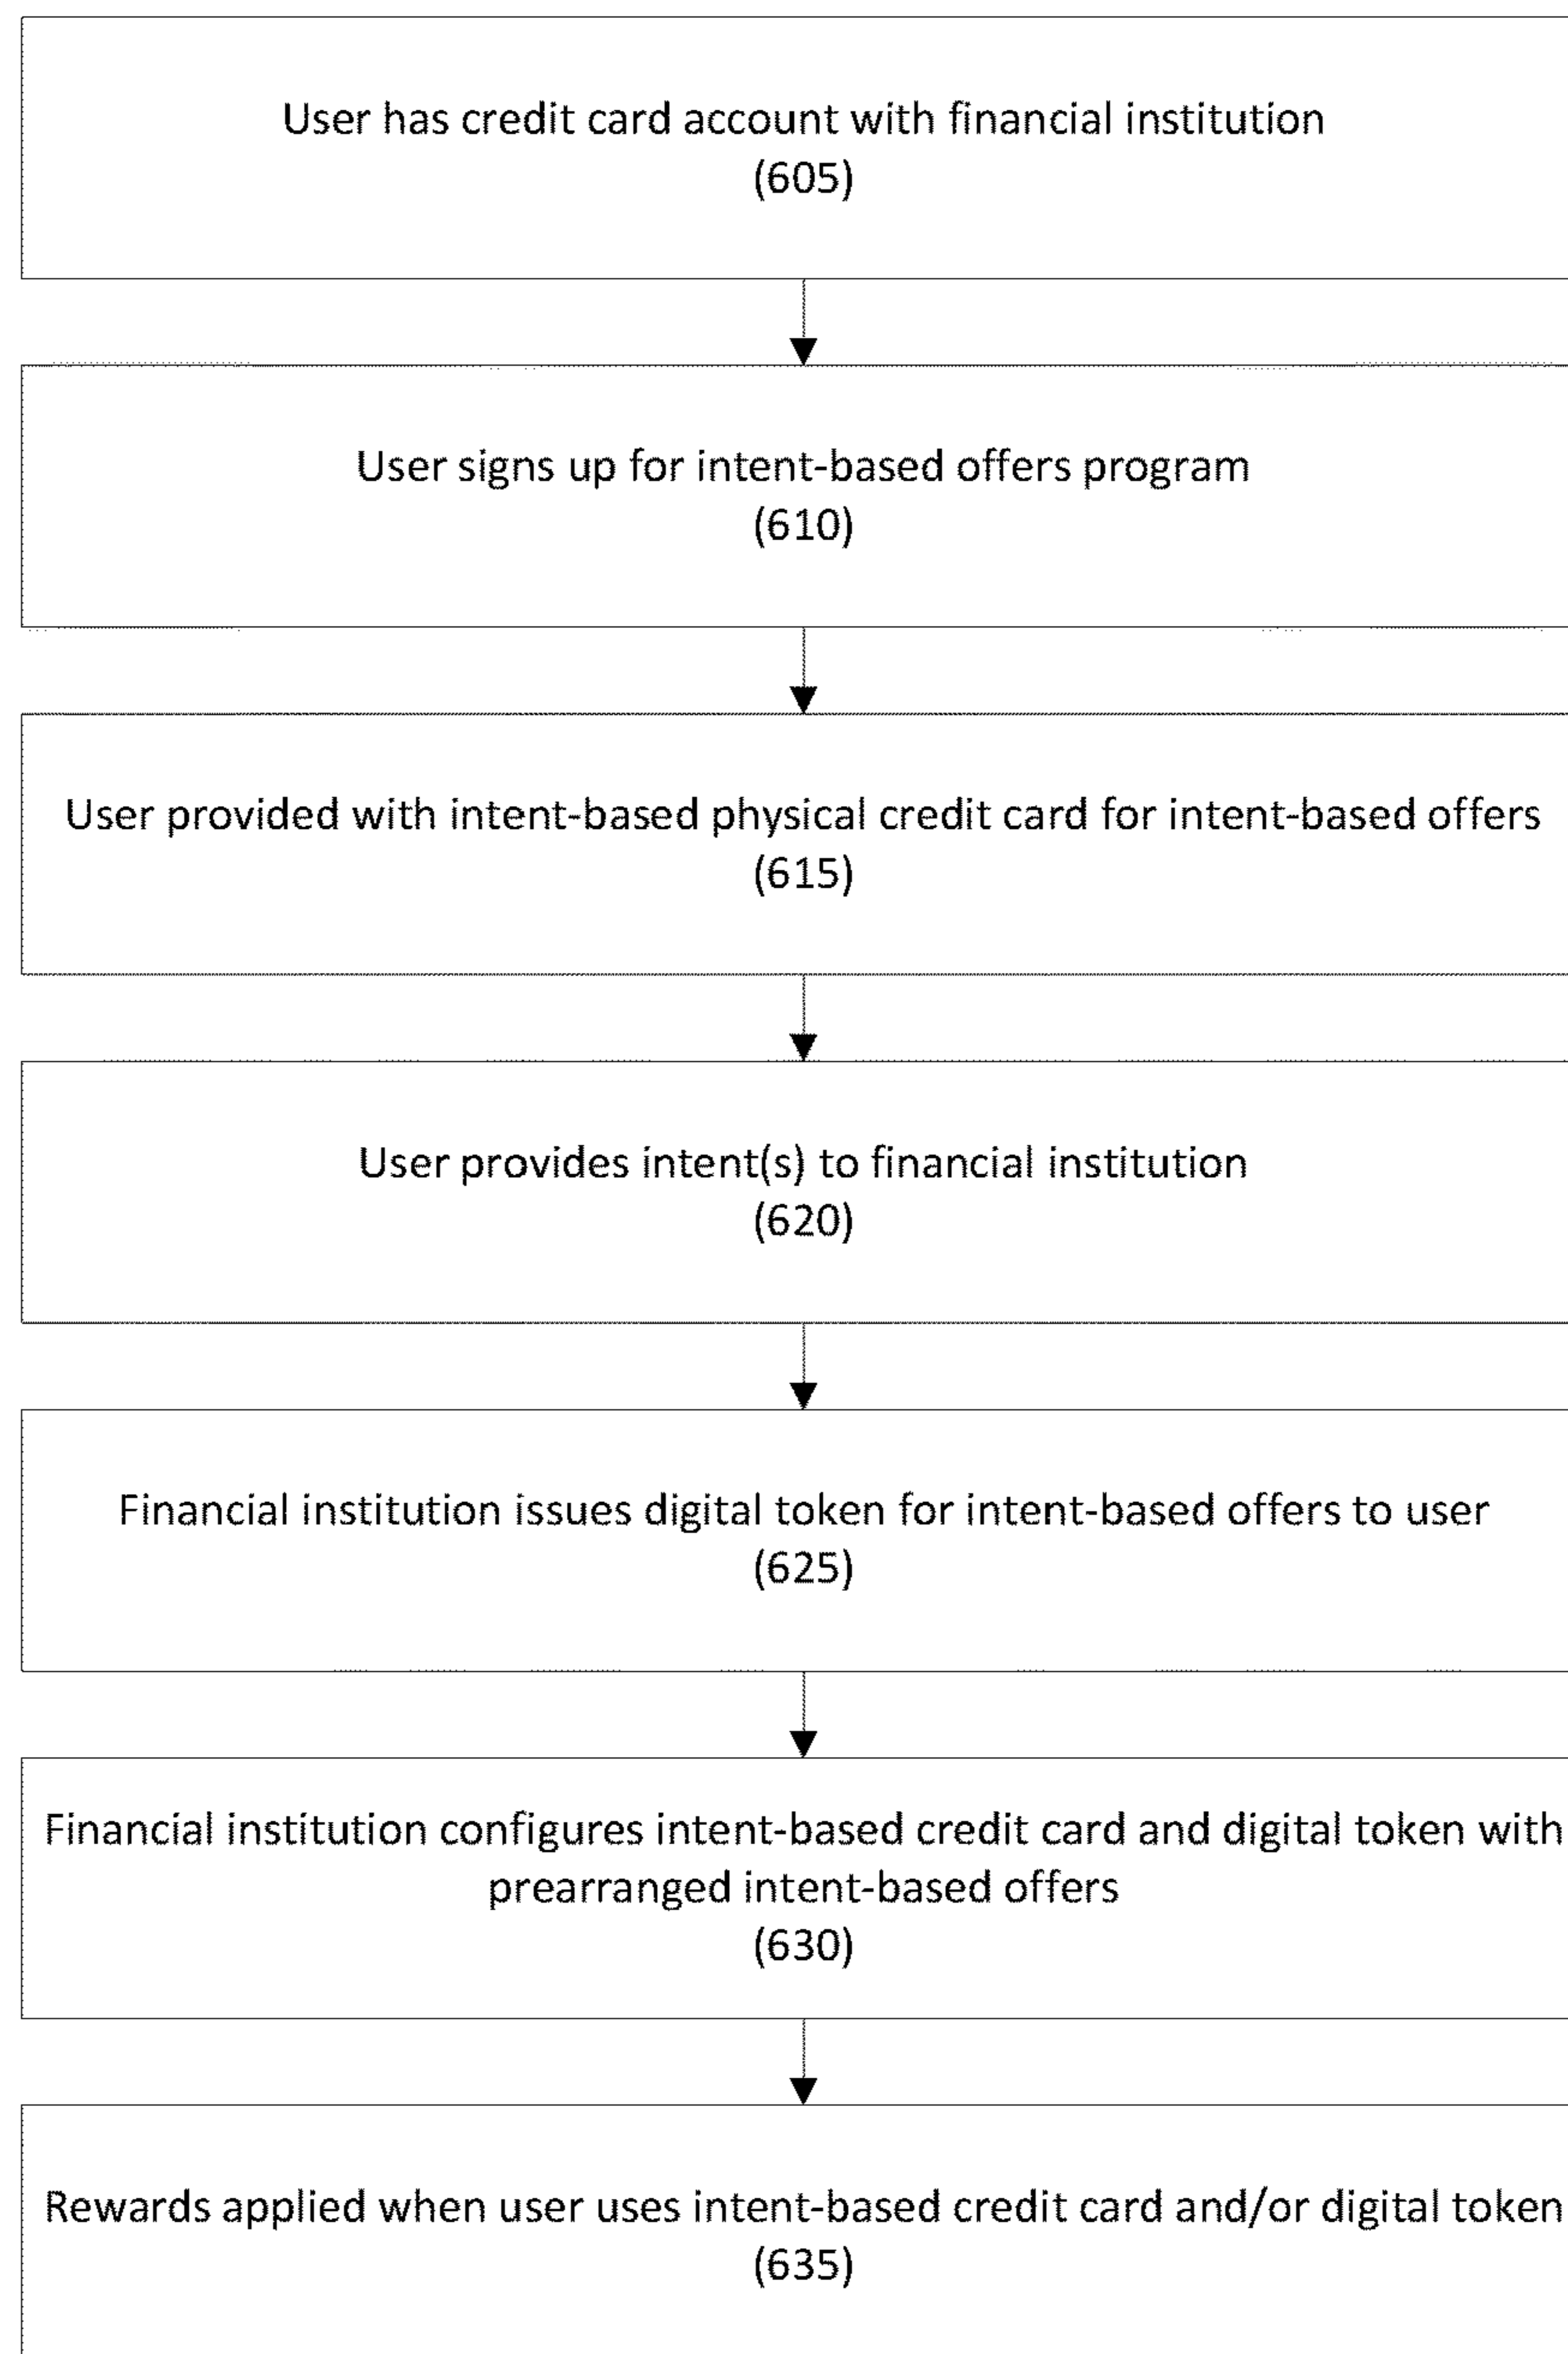 User has credit card account with financial institution
(605)
User signs up for intent-based offers program
(610)
User provided with intent-based physical credit card for intent-based offers
(615)
User provides intent(s) to financial institution
(620)
Financial institution issues digital token for intent-based offers to user
(625)
Financial institution configures intent-based credit card and digital token with
prearranged intent-based offers
(630)
Rewards applied when user uses intent-based credit card and/or digital token
(635)